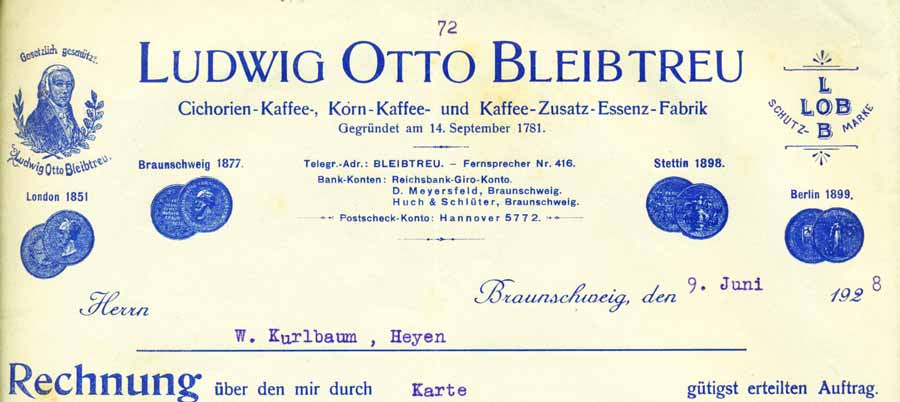 72
LUDWIG OTTO BLEIBTREU
Cichorien-Kaffee-, Korn-Kaffee- und Kaffee-Zusatz-Essenz-Fabrik
Gegründet am 14. September 1781.
Gesetzlich geschützt.
Ludwig Otto Bleibtreu.
L
LOB
B
SCHUTZ-MARKE
Braunschweig 1877.
Telegr.-Adr.: BLEIBTREU. – Fernsprecher Nr. 416.
Bank-Konten: Reichsbank-Giro-Konto.
D. Meyersfeld, Braunschweig.
Huch & Schlüter, Braunschweig.
Postscheck-Konto: Hannover 5772.
Stettin 1898.
London 1851
Berlin 1899.
Braunschweig, den 9. Juni 1928
Herrn
W. Kurlbaum , Heyen
Rechnung über den mir durch Karte gütigst erteilten Auftrag.